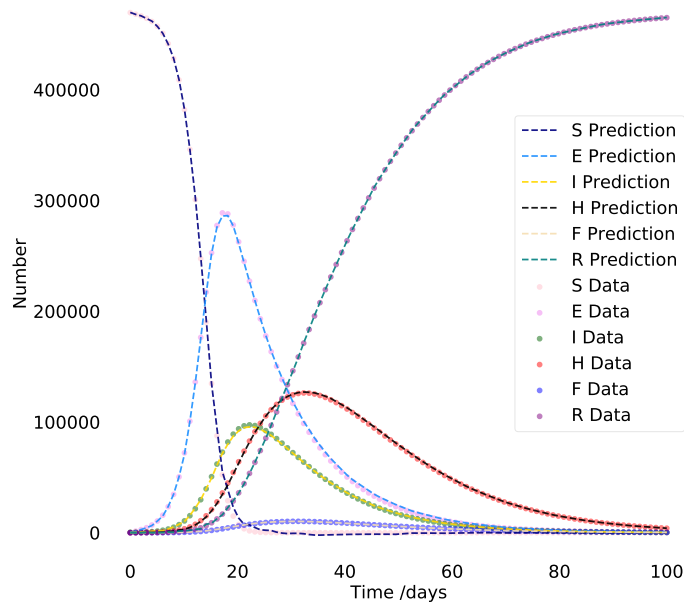 400000
300000
200000
100000
0
Number
0 20 40 60 80 100
Time /days
S Prediction
E Prediction
I Prediction
H Prediction
F Prediction
R Prediction
S Data
E Data
I Data
H Data
F Data
R Data